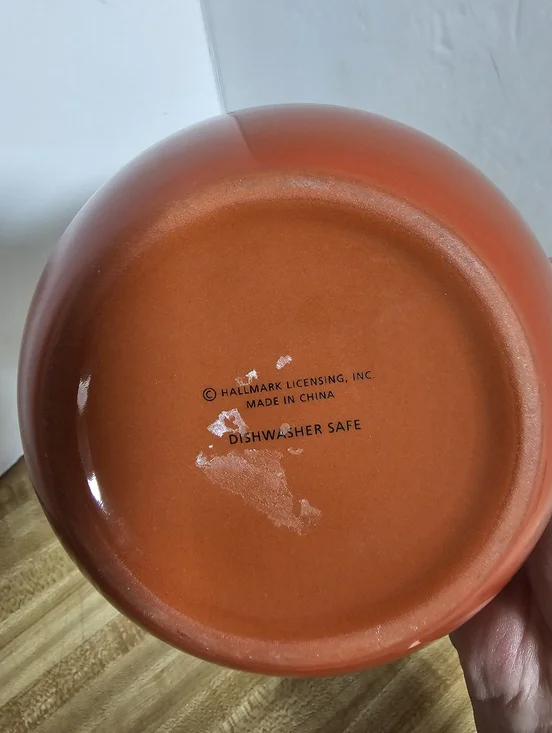 © HALLMARK LICENSING, INC.
MADE IN CHINA
DISHWASHER SAFE